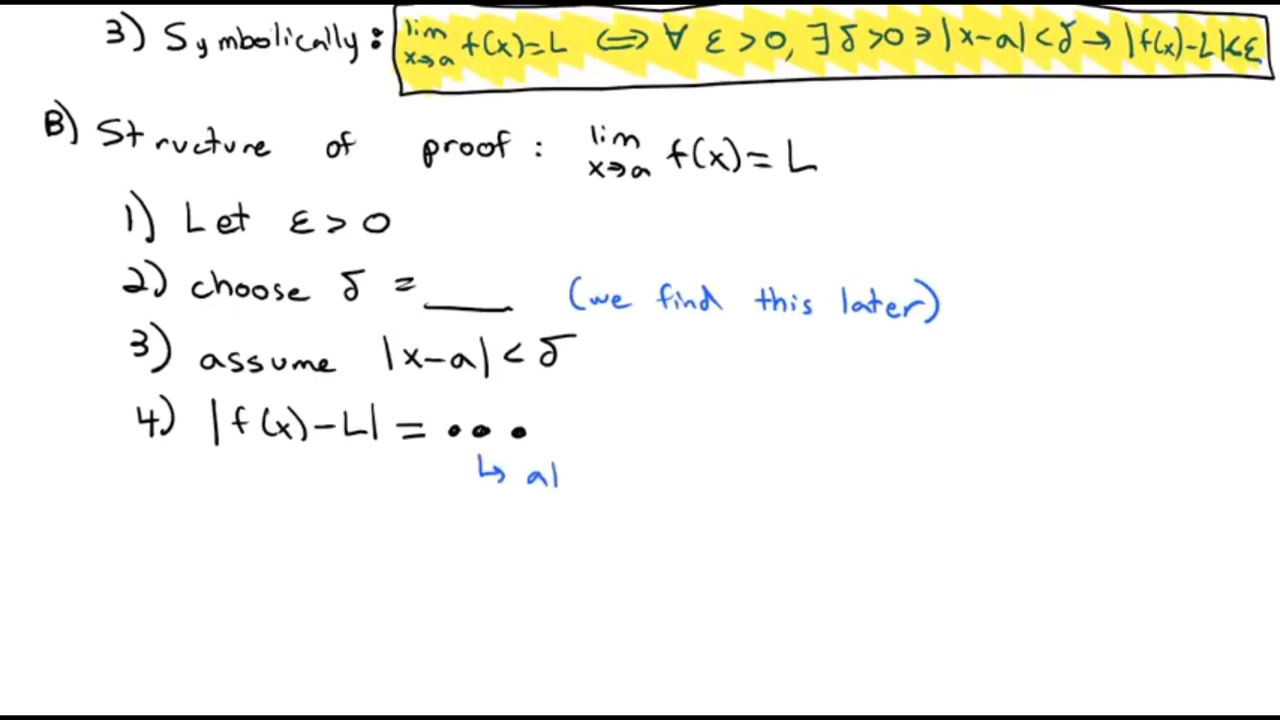 3) Symbolically: lim x→a f(x)=L ⟺ ∀ ε>0, ∃ δ>0 ∋ |x-a|<δ → |f(x)-L|<ε
B) Structure of proof: lim x→a f(x)=L
1) Let ε>0
2) choose δ = ___ (we find this later)
3) assume |x-a|<δ
4) |f(x)-L| = •••
↳ al